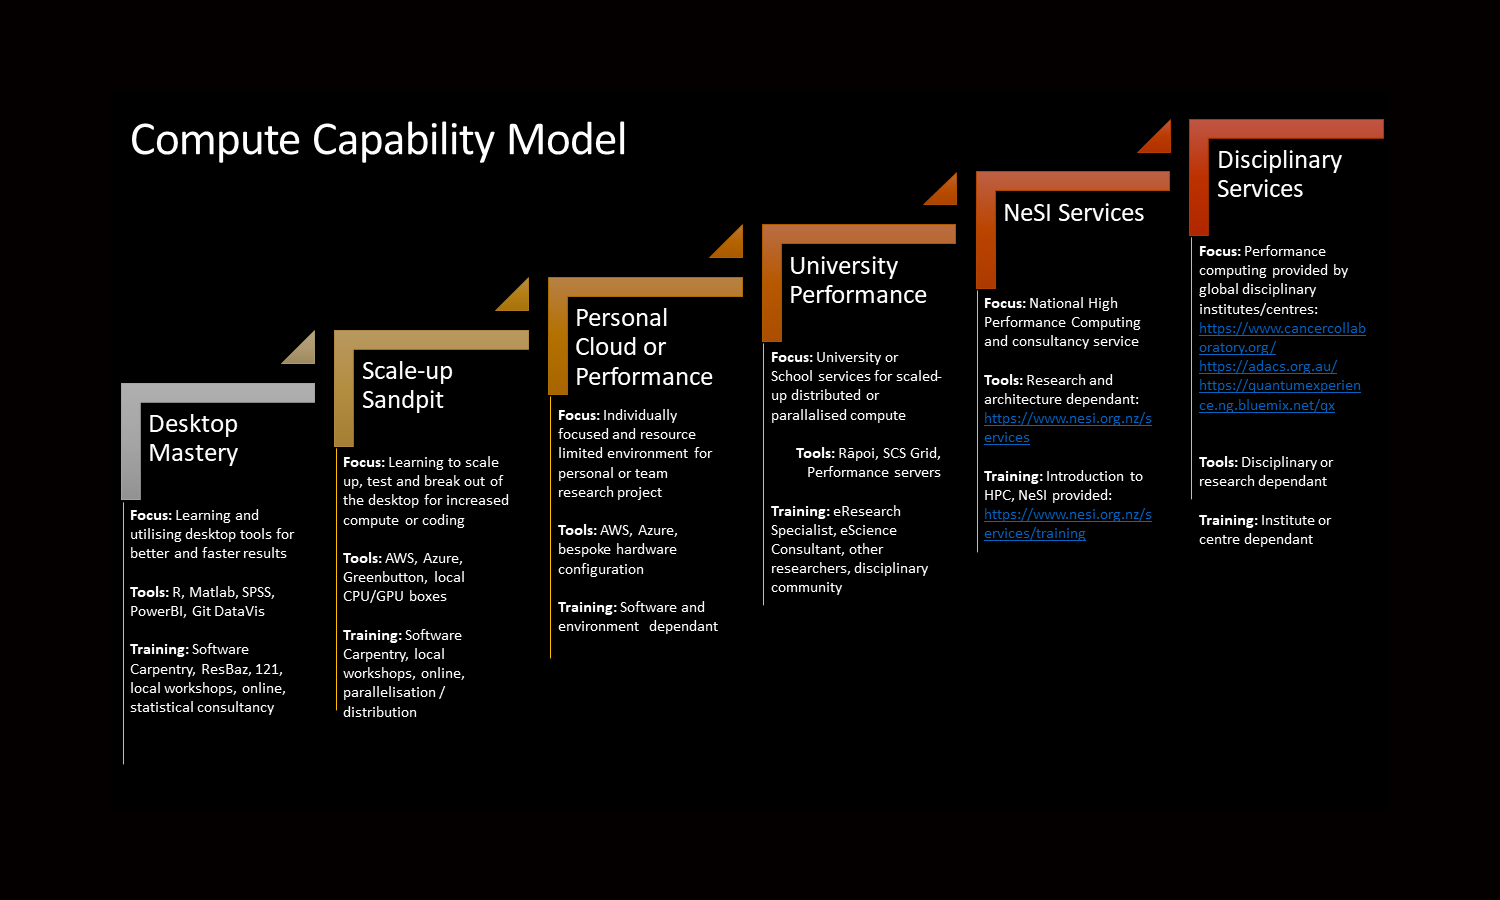 Compute Capability Model
Desktop
Mastery
Focus: Learning and
utilising desktop tools for
better and faster results
Tools: R, Matlab, SPSS,
PowerBI, Git DataVis
Training: Software
Carpentry, ResBaz, 121,
local workshops, online,
statistical consultancy
Scale-up
Sandpit
Focus: Learning to scale
up, test and break out of
the desktop for increased
compute or coding
Tools: AWS, Azure,
Greenbutton, local
CPU/GPU boxes
Training: Software
Carpentry, local
workshops, online,
parallelisation /
distribution
Personal
Cloud or
Performance
Focus: Individually
focused and resource
limited environment for
personal or team
research project
Tools: AWS, Azure,
bespoke hardware
configuration
Training: Software and
environment dependant
University
Performance
Focus: University or
School services for scaled-
up distributed or
parallalised compute
Tools: Rāpoi, SCS Grid,
Performance servers
Training: eResearch
Specialist, eScience
Consultant, other
researchers, disciplinary
community
NeSI Services
Focus: National High
Performance Computing
and consultancy service
Tools: Research and
architecture dependant:
https://www.nesi.org.nz/s
ervices
Training: Introduction to
HPC, NeSI provided:
https://www.nesi.org.nz/s
ervices/training
Disciplinary
Services
Focus: Performance
computing provided by
global disciplinary
institutes/centres:
https://www.cancercollab
oratory.org/
https://adacs.org.au/
https://quantumexperien
ce.ng.bluemix.net/qx
Tools: Disciplinary or
research dependant
Training: Institute or
centre dependant